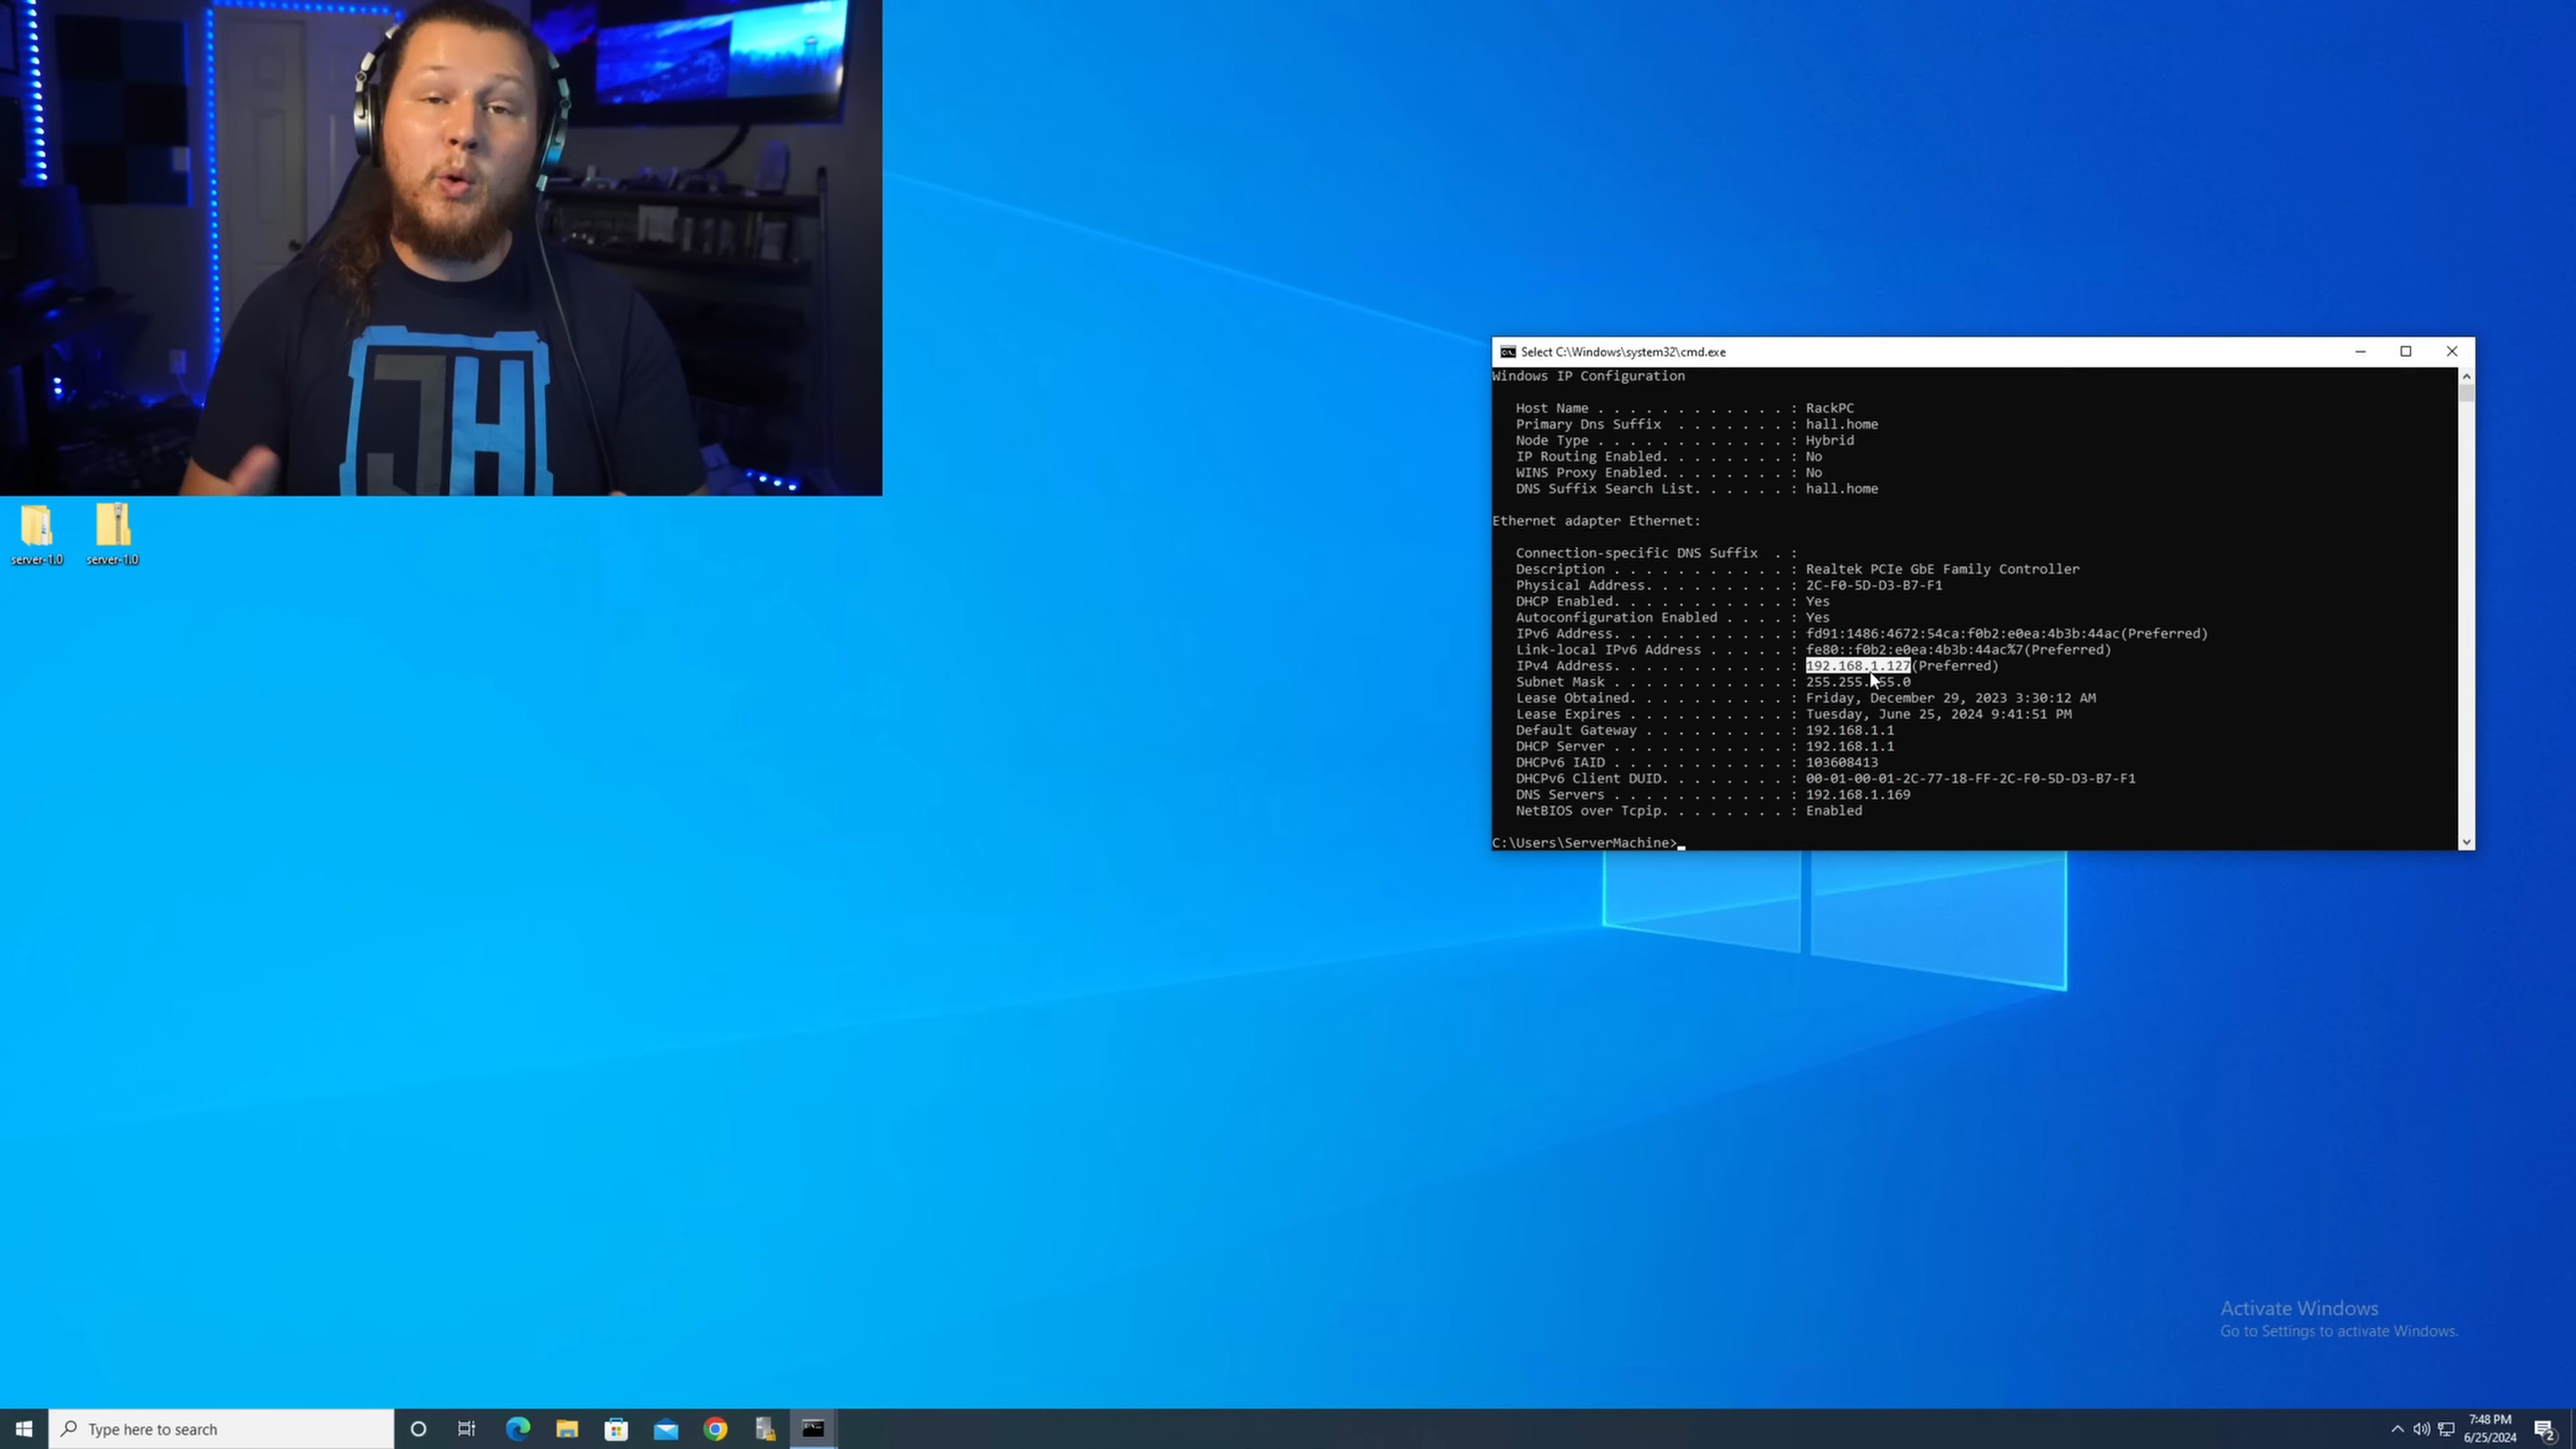 JH
server-1.0
server-1.0
Select C:\Windows\system32\cmd.exe
Windows IP Configuration
Host Name . . . . . . . . . . . . : RackPC
Primary Dns Suffix . . . . . . . : hall.home
Node Type . . . . . . . . . . . . : Hybrid
IP Routing Enabled. . . . . . . . : No
WINS Proxy Enabled. . . . . . . . : No
DNS Suffix Search List. . . . . . : hall.home
Ethernet adapter Ethernet:
Connection-specific DNS Suffix . :
Description . . . . . . . . . . . : Realtek PCIe GbE Family Controller
Physical Address. . . . . . . . . : 2C-F0-5D-D3-B7-F1
DHCP Enabled. . . . . . . . . . . : Yes
Autoconfiguration Enabled . . . . : Yes
IPv6 Address. . . . . . . . . . . : fd91:1486:4672:54ca:f0b2:e0ea:4b3b:44ac(Preferred)
Link-local IPv6 Address . . . . . : fe80::f0b2:e0ea:4b3b:44ac%7(Preferred)
IPv4 Address. . . . . . . . . . . : 192.168.1.127(Preferred)
Subnet Mask . . . . . . . . . . . : 255.255.255.0
Lease Obtained. . . . . . . . . . : Friday, December 29, 2023 3:30:12 AM
Lease Expires . . . . . . . . . . : Tuesday, June 25, 2024 9:41:51 PM
Default Gateway . . . . . . . . . : 192.168.1.1
DHCP Server . . . . . . . . . . . : 192.168.1.1
DHCPv6 IAID . . . . . . . . . . . : 103608413
DHCPv6 Client DUID. . . . . . . . : 00-01-00-01-2C-77-18-FF-2C-F0-5D-D3-B7-F1
DNS Servers . . . . . . . . . . . : 192.168.1.169
NetBIOS over Tcpip. . . . . . . . : Enabled
C:\Users\ServerMachine>
Activate Windows
Go to Settings to activate Windows.
Type here to search
7:48 PM
6/25/2024
2